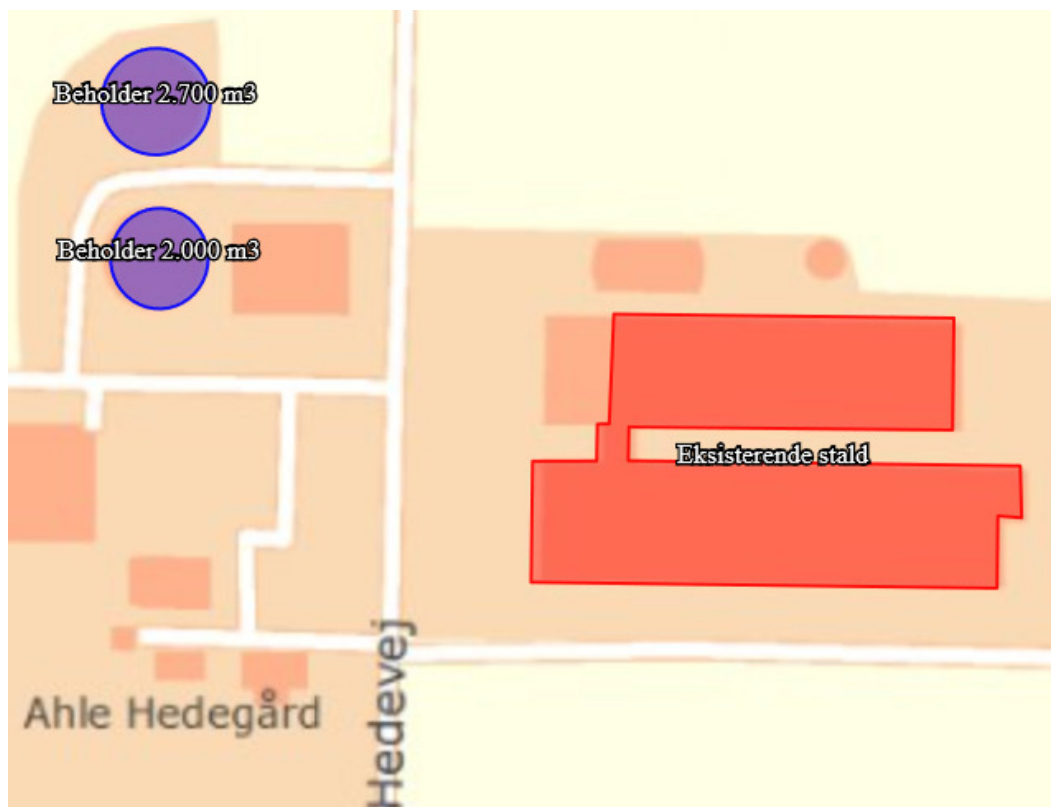 Beholder 2.700 m3
Beholder 2.000 m3
Eksisterende stald
Ahle Hedegård
Hedevej